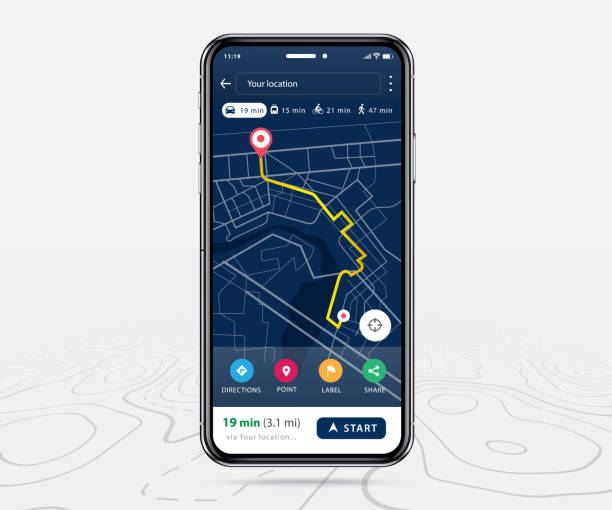 11:19
Your location
19 min 15 min 21 min 47 min
DIRECTIONS POINT LABEL SHARE
19 min (3.1 mi)
via Your location...
START